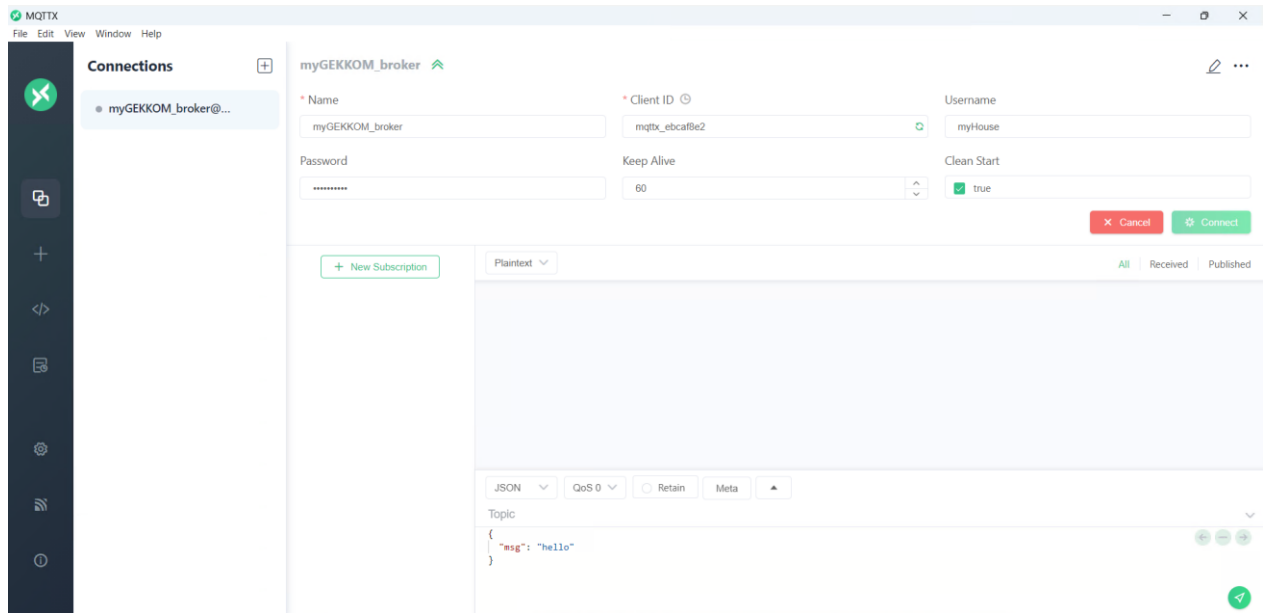 MQTTX
File Edit View Window Help
Connections
myGEKKOM_broker@...
myGEKKOM_broker
* Name
* Client ID
Username
myGEKKOM_broker
mqttx_ebcaf8e2
myHouse
Password
Keep Alive
Clean Start
••••••••••
60
true
Cancel
Connect
+ New Subscription
Plaintext
All
Received
Published
JSON
QoS 0
Retain
Meta
Topic
{
"msg": "hello"
}